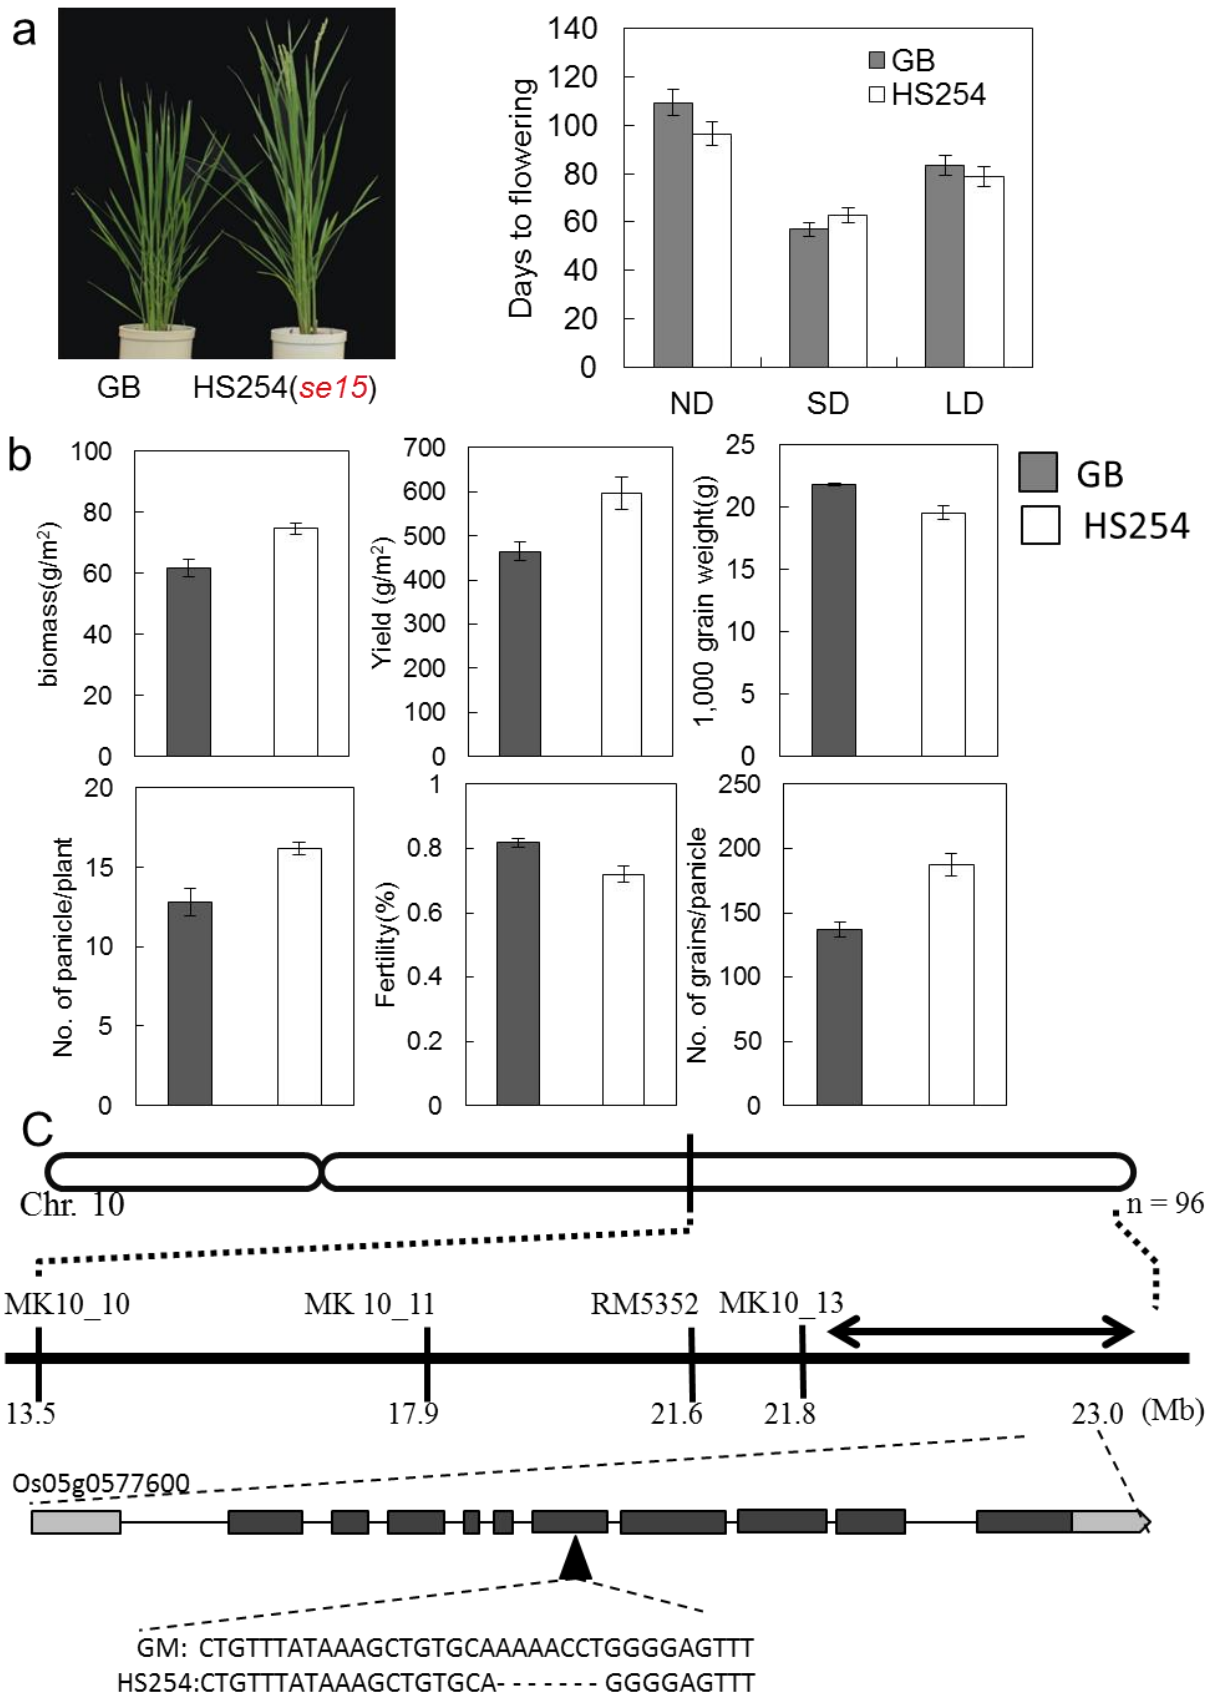 a
140
120
100
80
60
40
20
0
Days to flowering
GB
HS254
ND SD LD
GB HS254(se15)
b
100
80
60
40
20
0
biomass(g/m²)
700
600
500
400
300
200
100
0
Yield (g/m²)
25
20
15
10
5
0
1,000 grain weight(g)
GB
HS254
20
15
10
5
0
No. of panicle/plant
1
0.8
0.6
0.4
0.2
0
Fertility(%)
250
200
150
100
50
0
No. of grains/panicle
C
Chr. 10
n = 96
MK10_10 MK 10_11 RM5352 MK10_13
13.5 17.9 21.6 21.8 23.0 (Mb)
Os05g0577600
GM: CTGTTTATAAAGCTGTGCAAAAACCTGGGGAGTTT
HS254:CTGTTTATAAAGCTGTGCA- - - - - - - GGGGAGTTT